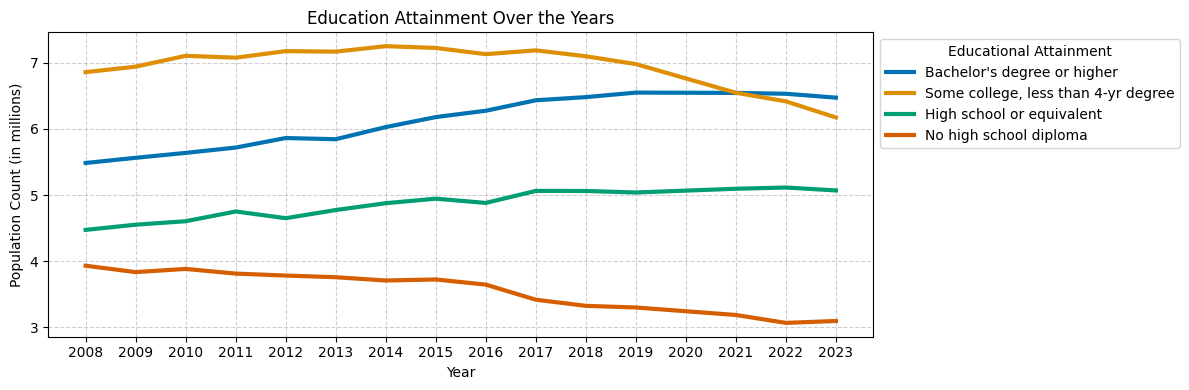 Education Attainment Over the Years
Population Count (in millions)
7
6
5
4
3
2008 2009 2010 2011 2012 2013 2014 2015 2016 2017 2018 2019 2020 2021 2022 2023
Year
Educational Attainment
Bachelor's degree or higher
Some college, less than 4-yr degree
High school or equivalent
No high school diploma